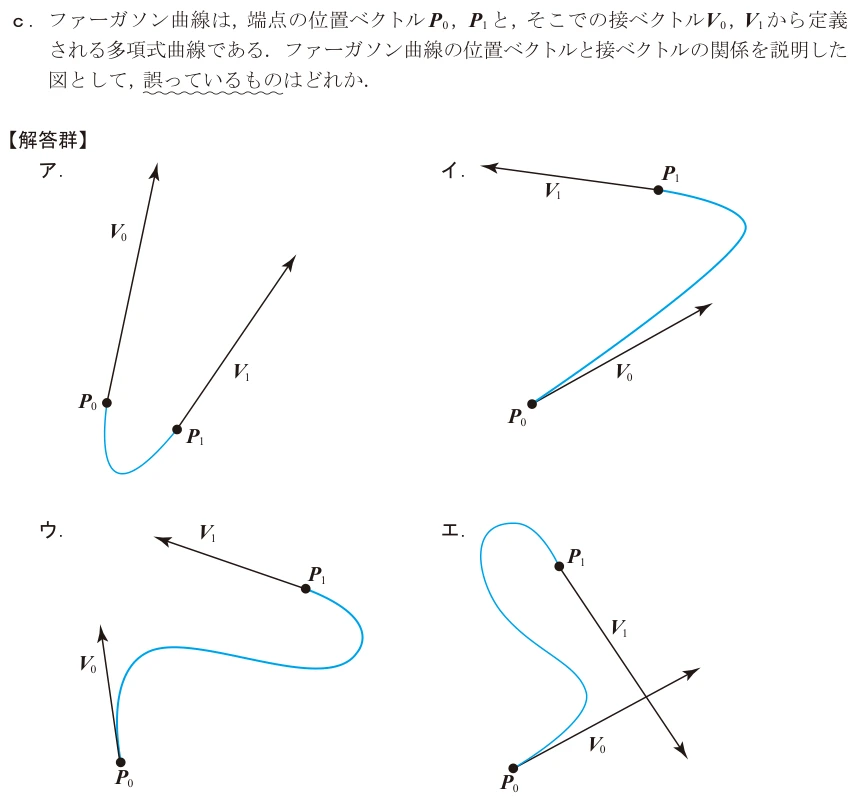 c．ファーガソン曲線は，端点の位置ベクトルP0，P1と，そこでの接ベクトルV0，V1から定義
される多項式曲線である．ファーガソン曲線の位置ベクトルと接ベクトルの関係を説明した
図として，誤っているものはどれか．
【解答群】
ア．
V0
V1
P0
P1
イ．
P1
V1
V0
P0
ウ．
V1
P1
V0
P0
エ．
P1
V1
V0
P0